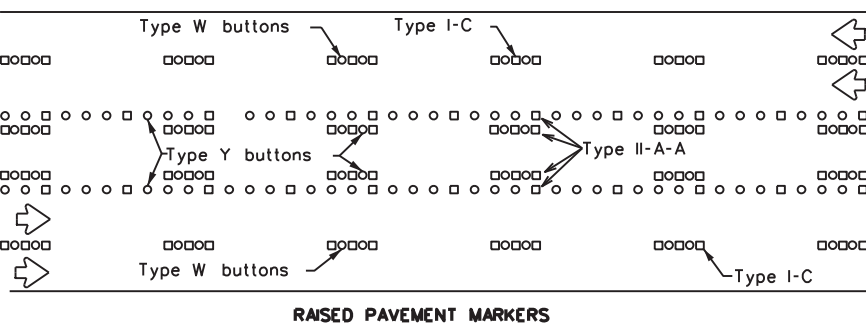 Type W buttons
Type I-C
Type Y buttons
Type II-A-A
Type W buttons
Type I-C
RAISED PAVEMENT MARKERS